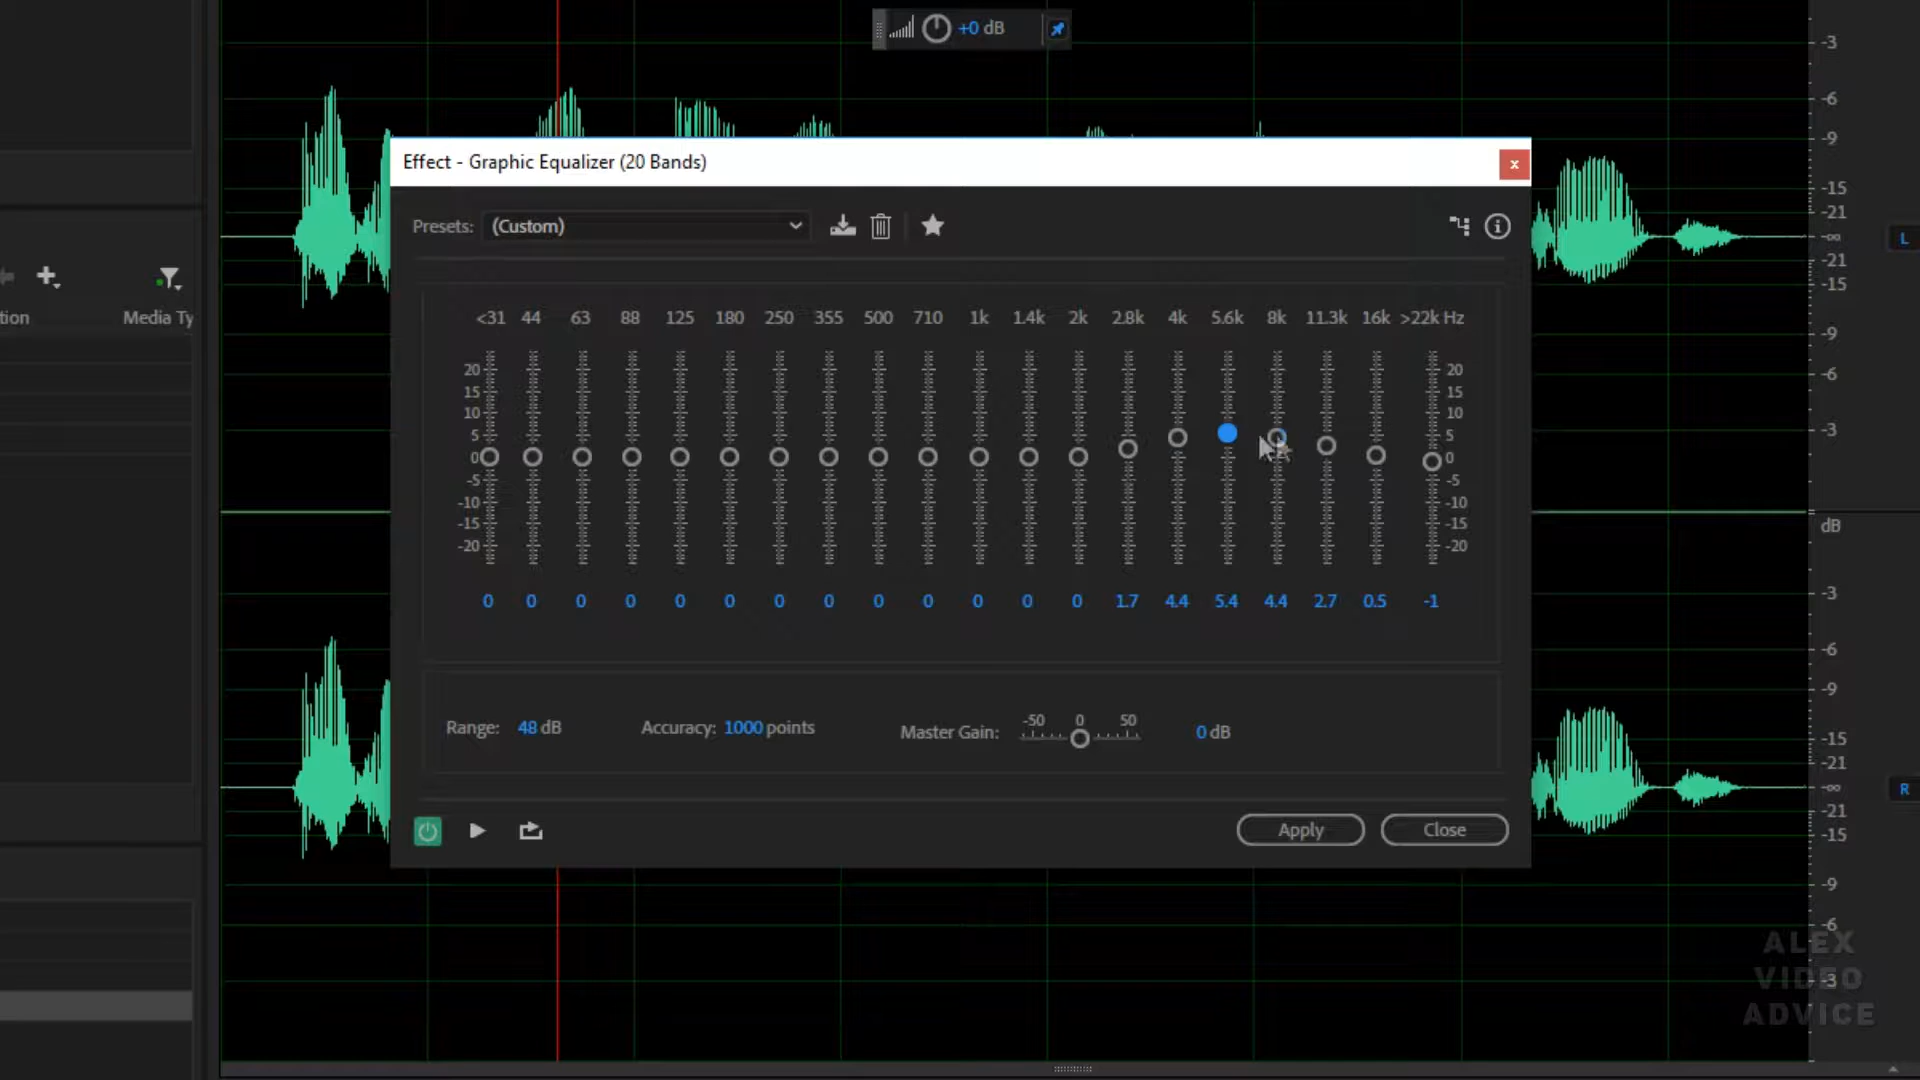 +0 dB
Effect - Graphic Equalizer (20 Bands)
x
Presets: (Custom)
<31 44 63 88 125 180 250 355 500 710 1k 1.4k 2k 2.8k 4k 5.6k 8k 11.3k 16k >22k Hz
20 20
15 15
10 10
5 5
0 0
-5 -5
-10 -10
-15 -15
-20 -20
0 0 0 0 0 0 0 0 0 0 0 0 0 1.7 4.4 5.4 4.4 2.7 0.5 -1
Range: 48 dB
Accuracy: 1000 points
Master Gain: -50 0 50 0 dB
Apply
Close
tion
Media Ty
-3
-6
-9
-15
-21
-∞
-21
-15
-9
-6
-3
L
dB
-3
-6
-9
-15
-21
-∞
-21
-15
-9
-6
-3
R
ALEX
VIDEO
ADVICE